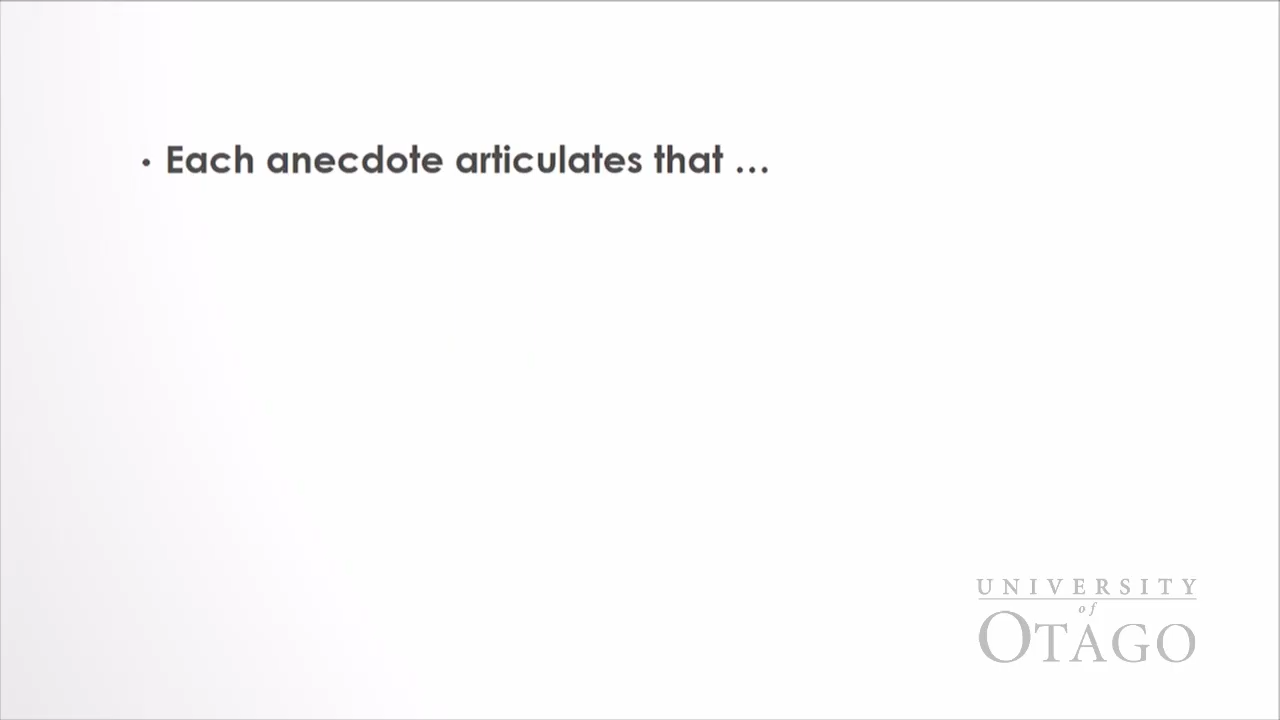 • Each anecdote articulates that …
UNIVERSITY
of
OTAGO